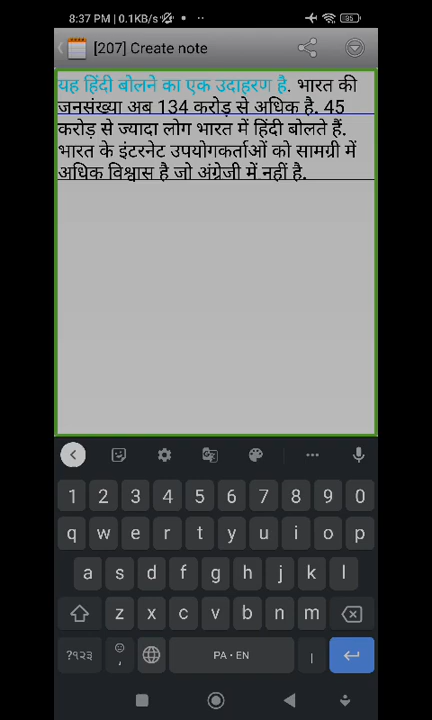 8:37 PM | 0.1KB/s
35
[207] Create note
यह हिंदी बोलने का एक उदाहरण है. भारत की
जनसंख्या अब 134 करोड़ से अधिक है. 45
करोड़ से ज्यादा लोग भारत में हिंदी बोलते हैं.
भारत के इंटरनेट उपयोगकर्ताओं को सामग्री में
अधिक विश्वास है जो अंग्रेजी में नहीं है.
1 2 3 4 5 6 7 8 9 0
q w e r t y u i o p
a s d f g h j k l
z x c v b n m
?੧੨੩ , PA • EN ।